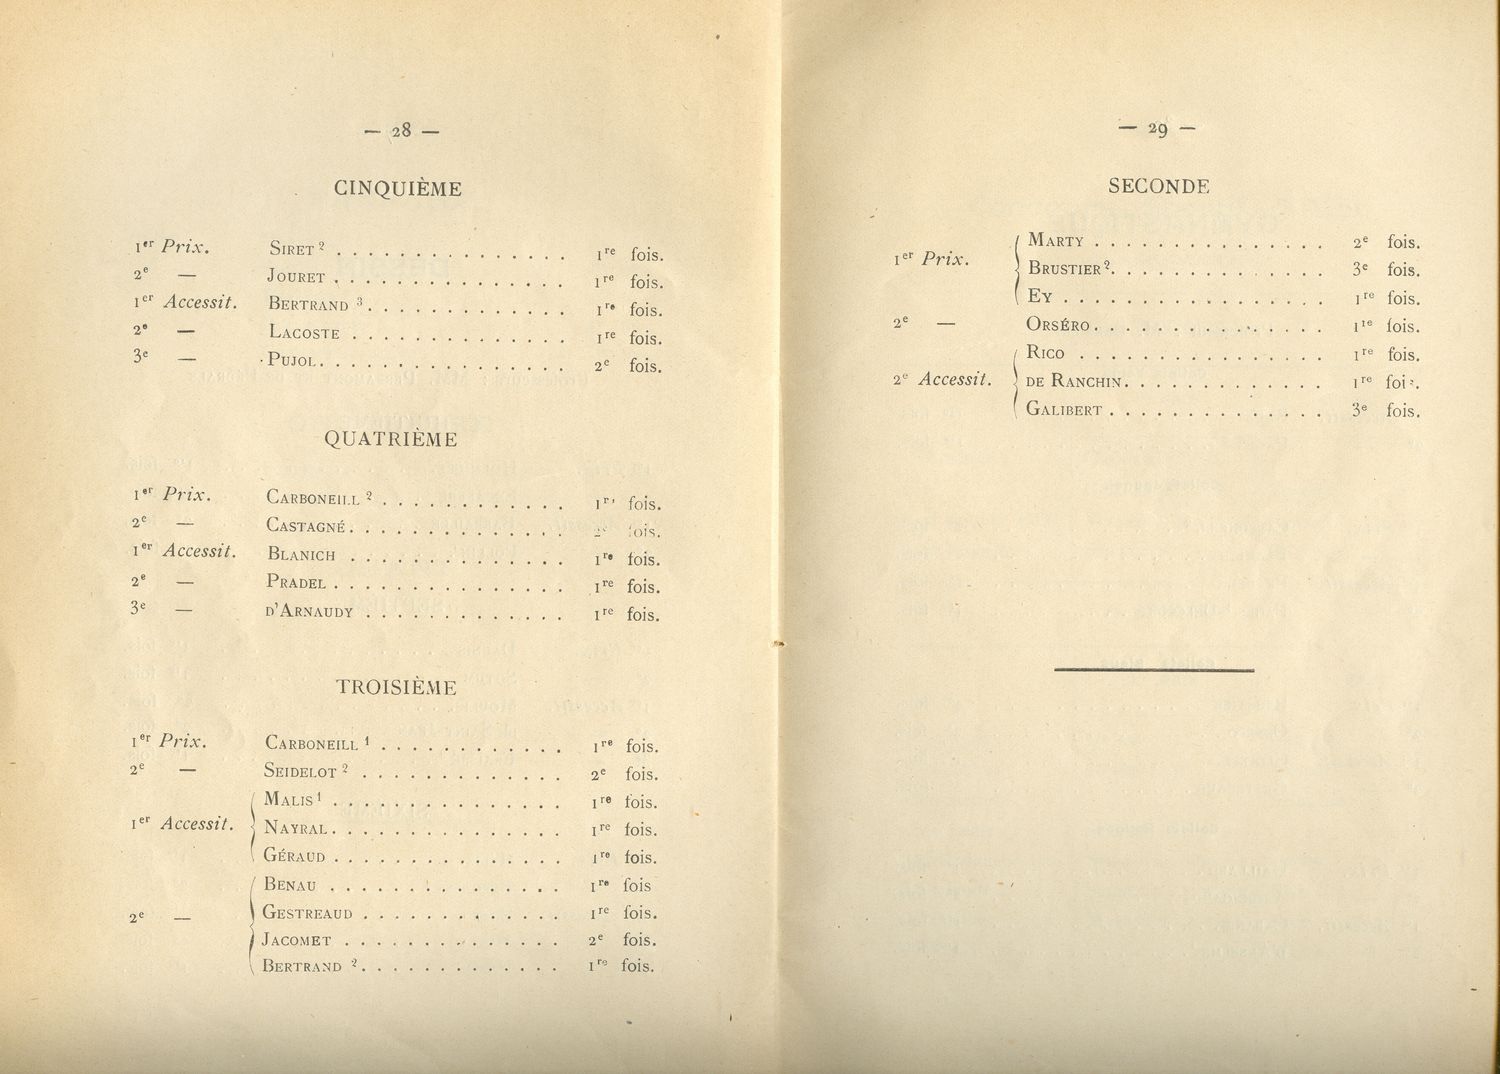 — 28 —
CINQUIÈME
1er Prix. SIRET 2 . . . . . . . . . . . . . . . 1re fois.
2e — JOURET . . . . . . . . . . . . . . . 1re fois.
1er Accessit. BERTRAND 3. . . . . . . . . . . . . 1re fois.
2e — LACOSTE . . . . . . . . . . . . . . 1re fois.
3e — PUJOL. . . . . . . . . . . . . . . . 2e fois.
QUATRIÈME
1er Prix. CARBONEILL 2 . . . . . . . . . . . . 1r' fois.
2e — CASTAGNÉ. . . . . . . . . . . . . . 2e fois.
1er Accessit. BLANICH . . . . . . . . . . . . . . 1re fois.
2e — PRADEL . . . . . . . . . . . . . . . 1re fois.
3e — D'ARNAUDY . . . . . . . . . . . . . 1re fois.
TROISIÈME
1er Prix. CARBONEILL 1 . . . . . . . . . . . . 1re fois.
2e — SEIDELOT 2 . . . . . . . . . . . . . 2e fois.
MALIS 1 . . . . . . . . . . . . . . . 1re fois.
1er Accessit. NAYRAL. . . . . . . . . . . . . . . 1re fois.
GÉRAUD . . . . . . . . . . . . . . . 1re fois.
BENAU . . . . . . . . . . . . . . . 1re fois
2e — GESTREAUD . . . . . . . . . . . . . 1re fois.
JACOMET . . . . . . . . . . . . . . 2e fois.
BERTRAND 2. . . . . . . . . . . . . 1re fois.
— 29 —
SECONDE
MARTY . . . . . . . . . . . . . . . 2e fois.
1er Prix. BRUSTIER 2. . . . . . . . . . . . . . 3e fois.
EY . . . . . . . . . . . . . . . . . 1re fois.
2e — ORSÉRO. . . . . . . . . . . . . . . 1re fois.
RICO . . . . . . . . . . . . . . . . 1re fois.
2e Accessit. DE RANCHIN. . . . . . . . . . . . . 1re fois.
GALIBERT . . . . . . . . . . . . . . 3e fois.